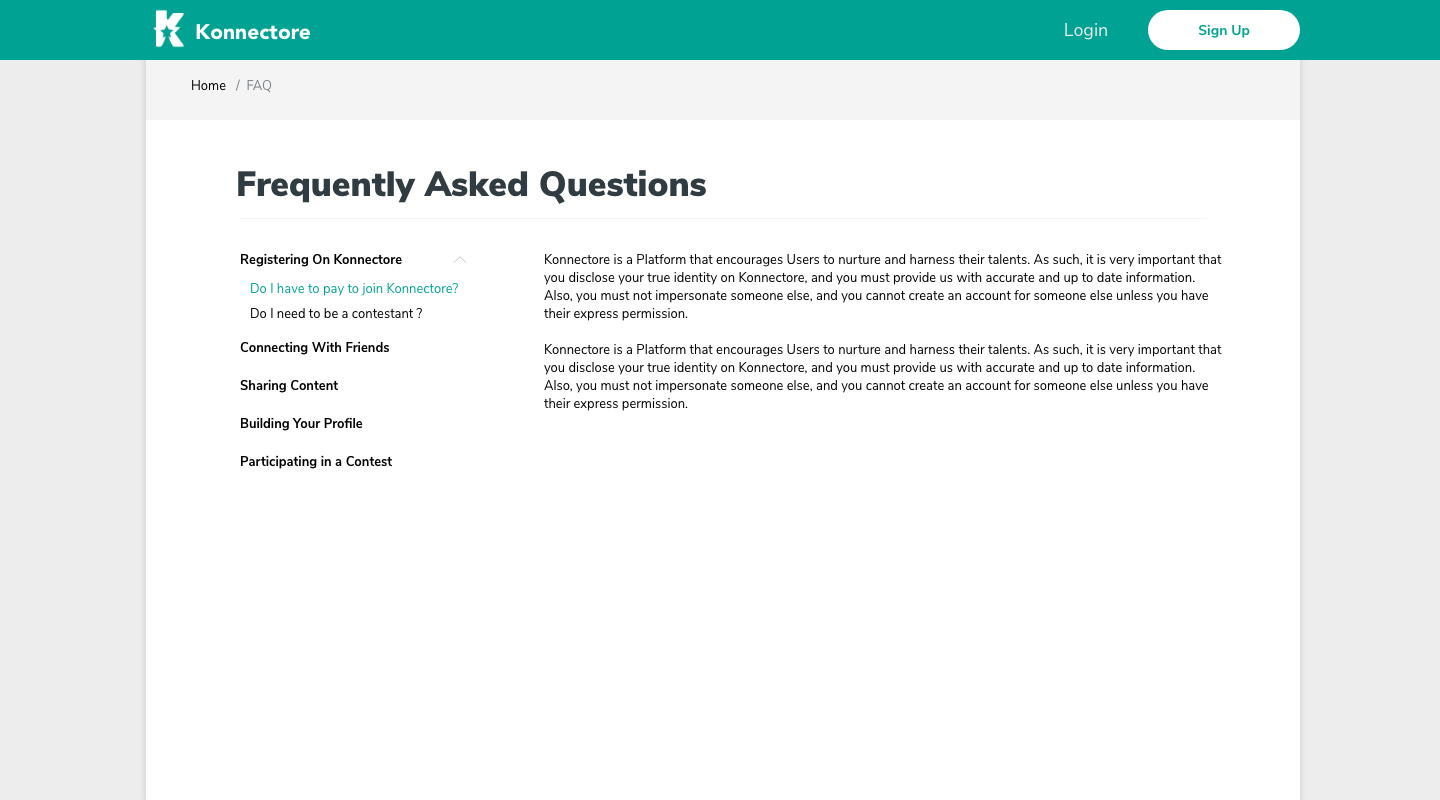 Konnectore
Login
Sign Up
Home / FAQ
Frequently Asked Questions
Registering On Konnectore
Do I have to pay to join Konnectore?
Do I need to be a contestant ?
Connecting With Friends
Sharing Content
Building Your Profile
Participating in a Contest
Konnectore is a Platform that encourages Users to nurture and harness their talents. As such, it is very important that
you disclose your true identity on Konnectore, and you must provide us with accurate and up to date information.
Also, you must not impersonate someone else, and you cannot create an account for someone else unless you have
their express permission.
Konnectore is a Platform that encourages Users to nurture and harness their talents. As such, it is very important that
you disclose your true identity on Konnectore, and you must provide us with accurate and up to date information.
Also, you must not impersonate someone else, and you cannot create an account for someone else unless you have
their express permission.